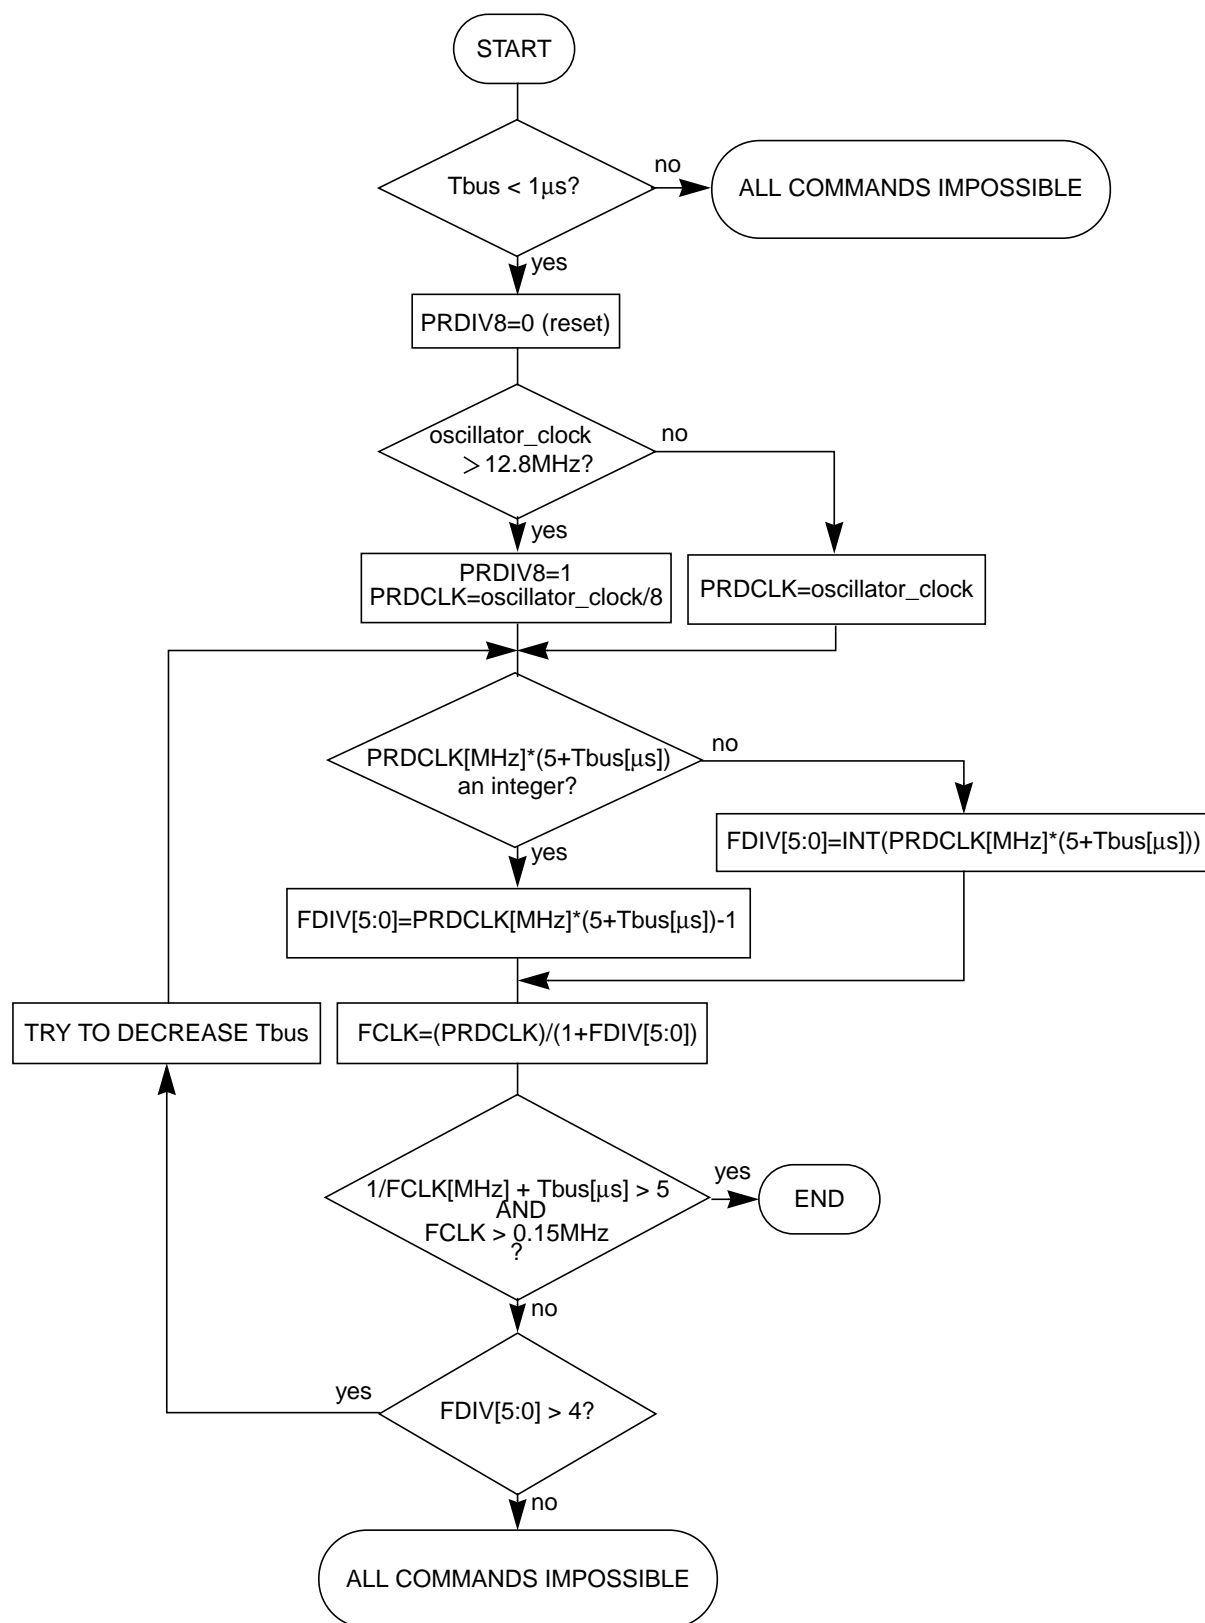 START
Tbus < 1μs?
no
ALL COMMANDS IMPOSSIBLE
yes
PRDIV8=0 (reset)
oscillator_clock
>12.8MHz?
no
yes
PRDIV8=1
PRDCLK=oscillator_clock/8
PRDCLK=oscillator_clock
PRDCLK[MHz]*(5+Tbus[μs])
an integer?
no
yes
FDIV[5:0]=INT(PRDCLK[MHz]*(5+Tbus[μs]))
FDIV[5:0]=PRDCLK[MHz]*(5+Tbus[μs])-1
TRY TO DECREASE Tbus
FCLK=(PRDCLK)/(1+FDIV[5:0])
1/FCLK[MHz] + Tbus[μs] > 5
AND
FCLK > 0.15MHz
?
yes
END
no
yes
FDIV[5:0] > 4?
no
ALL COMMANDS IMPOSSIBLE